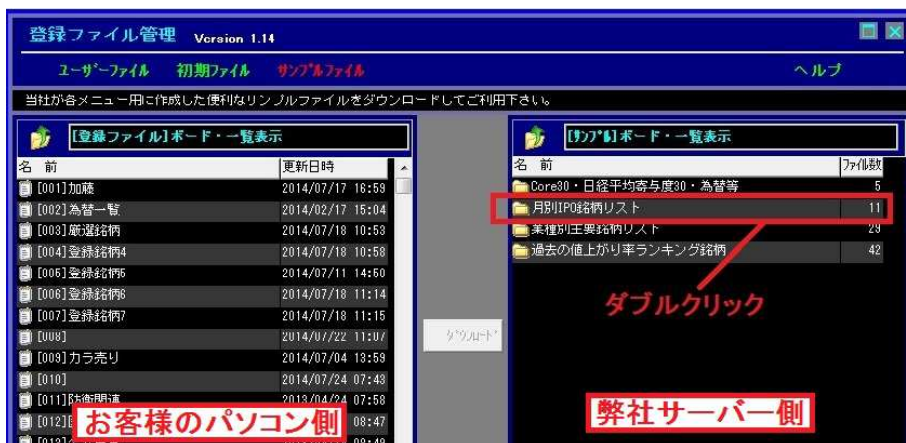 登録ファイル管理 Version 1.14
ユーザーファイル 初期ファイル サンプルファイル ヘルプ
当社が各メニュー用に作成した便利なリンプルファイルをダウンロードしてご利用下さい。
[登録ファイル]ボード・一覧表示
名 前 更新日時
[001]加藤 2014/07/17 16:59
[002]為替一覧 2014/02/17 15:04
[003]厳選銘柄 2014/07/18 10:53
[004]登録銘柄4 2014/07/18 10:58
[005]登録銘柄5 2014/07/11 14:50
[006]登録銘柄6 2014/07/18 11:14
[007]登録銘柄7 2014/07/18 11:15
[008] 2014/07/22 11:07
[009]カラ売り 2014/07/04 13:59
[010] 2014/07/24 07:43
[011]防衛関連 2013/04/24 07:58
[012] 08:47
お客様のパソコン側
ダウンロード
[サンプル]ボード・一覧表示
名 前 ファイル数
Core30・日経平均寄与度30・為替等 5
月別IPO銘柄リスト 11
業種別主要銘柄リスト 29
過去の値上がり率ランキング銘柄 42
ダブルクリック
弊社サーバー側